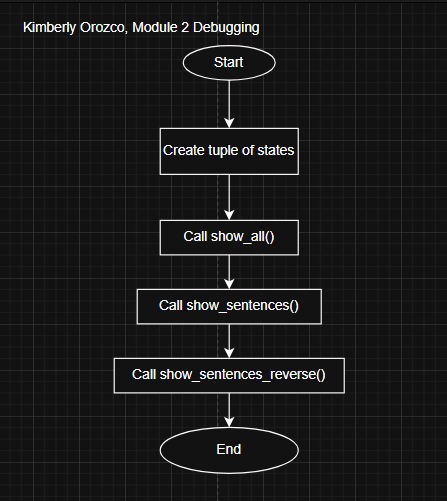 Kimberly Orozco, Module 2 Debugging
Start
Create tuple of states
Call show_all()
Call show_sentences()
Call show_sentences_reverse()
End